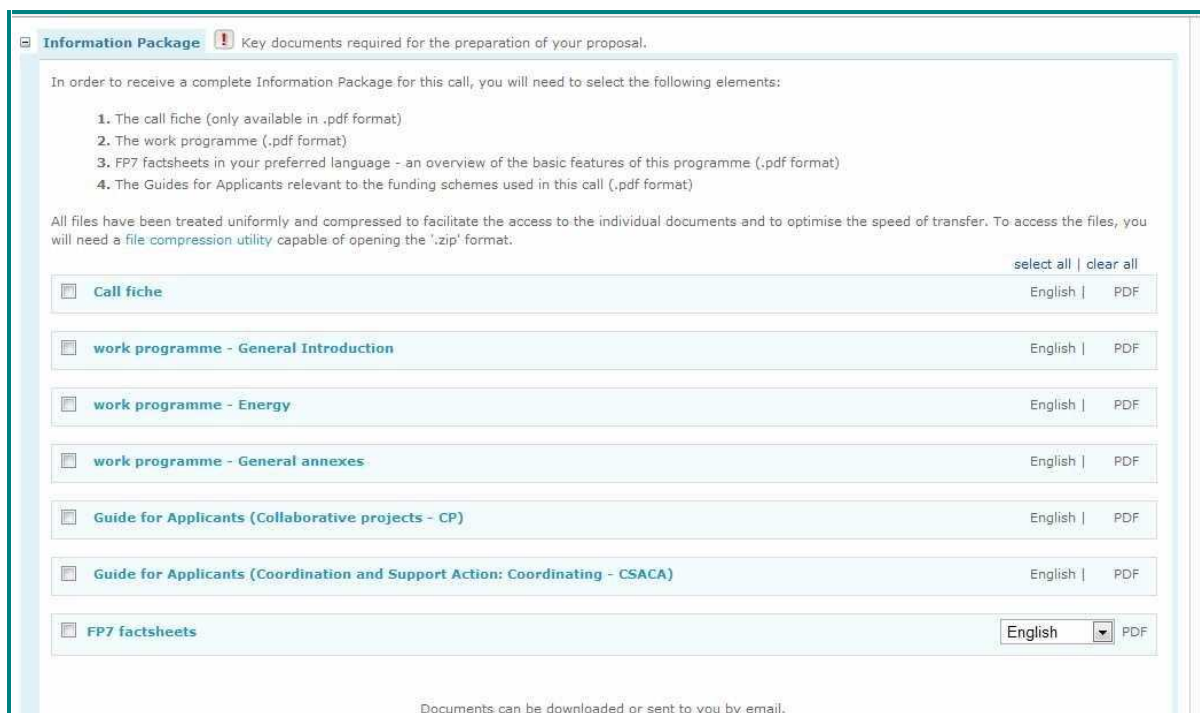 Information Package ! Key documents required for the preparation of your proposal.
In order to receive a complete Information Package for this call, you will need to select the following elements:
1. The call fiche (only available in .pdf format)
2. The work programme (.pdf format)
3. FP7 factsheets in your preferred language - an overview of the basic features of this programme (.pdf format)
4. The Guides for Applicants relevant to the funding schemes used in this call (.pdf format)
All files have been treated uniformly and compressed to facilitate the access to the individual documents and to optimise the speed of transfer. To access the files, you
will need a file compression utility capable of opening the '.zip' format.
select all | clear all
Call fiche English | PDF
work programme - General Introduction English | PDF
work programme - Energy English | PDF
work programme - General annexes English | PDF
Guide for Applicants (Collaborative projects - CP) English | PDF
Guide for Applicants (Coordination and Support Action: Coordinating - CSACA) English | PDF
FP7 factsheets English PDF
Documents can be downloaded or sent to you by email.